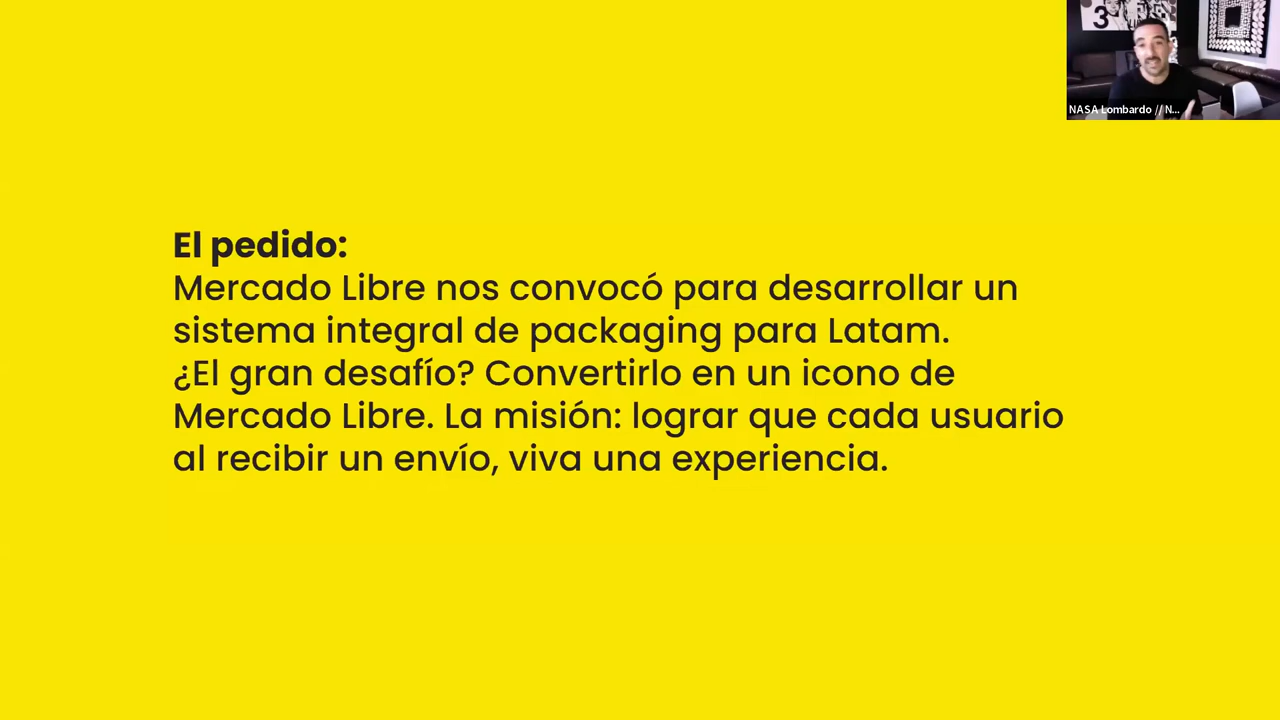 El pedido:
Mercado Libre nos convocó para desarrollar un
sistema integral de packaging para Latam.
¿El gran desafío? Convertirlo en un icono de
Mercado Libre. La misión: lograr que cada usuario
al recibir un envío, viva una experiencia.
3
NASA Lombardo // N...